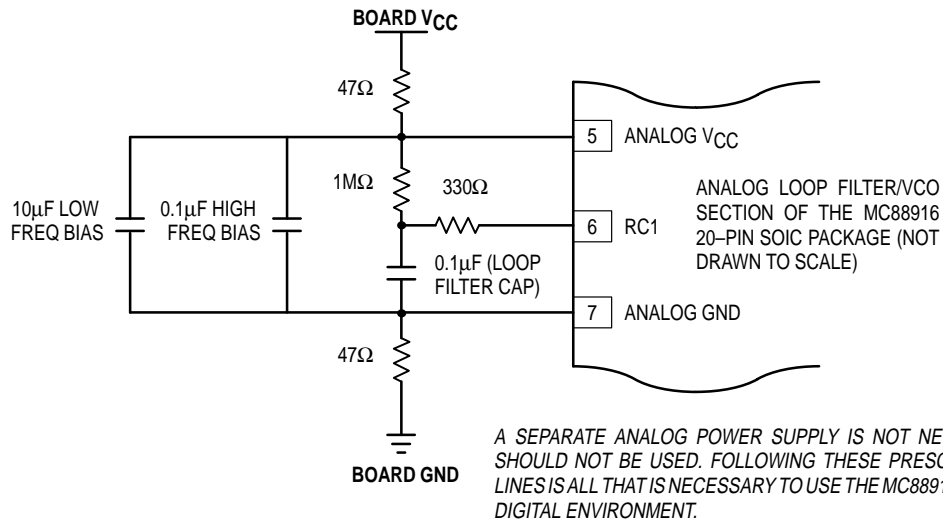 BOARD VCC
47Ω
5 ANALOG VCC
1MΩ
330Ω
10μF LOW
FREQ BIAS
0.1μF HIGH
FREQ BIAS
6 RC1
ANALOG LOOP FILTER/VCO
SECTION OF THE MC88916
20–PIN SOIC PACKAGE (NOT
DRAWN TO SCALE)
0.1μF (LOOP
FILTER CAP)
7 ANALOG GND
47Ω
BOARD GND
A SEPARATE ANALOG POWER SUPPLY IS NOT NE
SHOULD NOT BE USED. FOLLOWING THESE PRESC
LINES IS ALL THAT IS NECESSARY TO USE THE MC8891
DIGITAL ENVIRONMENT.